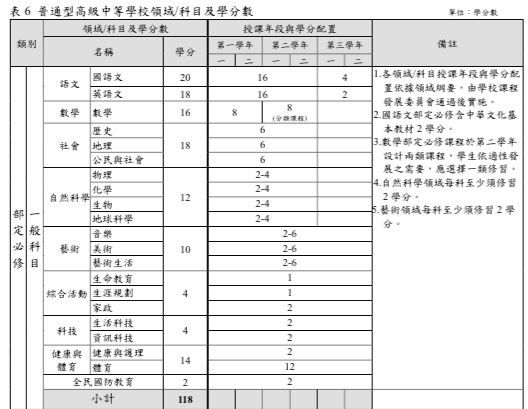 表 6 普通型高級中等學校領域/科目及學分數
單位：學分數
類別 領域/科目及學分數 授課年段與學分配置 備註
名稱 學分 第一學年 第二學年 第三學年
一 二 一 二 一 二
部定必修 一般科目
語文 國語文 20 16 4
英語文 18 16 2
數學 數學 16 8 8
(分類課程)
社會 歷史 18 6
地理 6
公民與社會 6
自然科學 物理 12 2-4
化學 2-4
生物 2-4
地球科學 2-4
藝術 音樂 10 2-6
美術 2-6
藝術生活 2-6
綜合活動 生命教育 4 1
生涯規劃 1
家政 2
科技 生活科技 4 2
資訊科技 2
健康與體育 健康與護理 14 2
體育 12
全民國防教育 2 2
小計 118
1.各領域/科目授課年段與學分配
置依據領域綱要，由學校課程
發展委員會通過後實施。
2.國語文部定必修含中華文化基
本教材 2 學分。
3.數學部定必修課程於第二學年
設計兩類課程，學生依適性發
展之需要，應選擇一類修習。
4.自然科學領域每科至少須修習
2 學分。
5.藝術領域每科至少須修習 2 學
分。